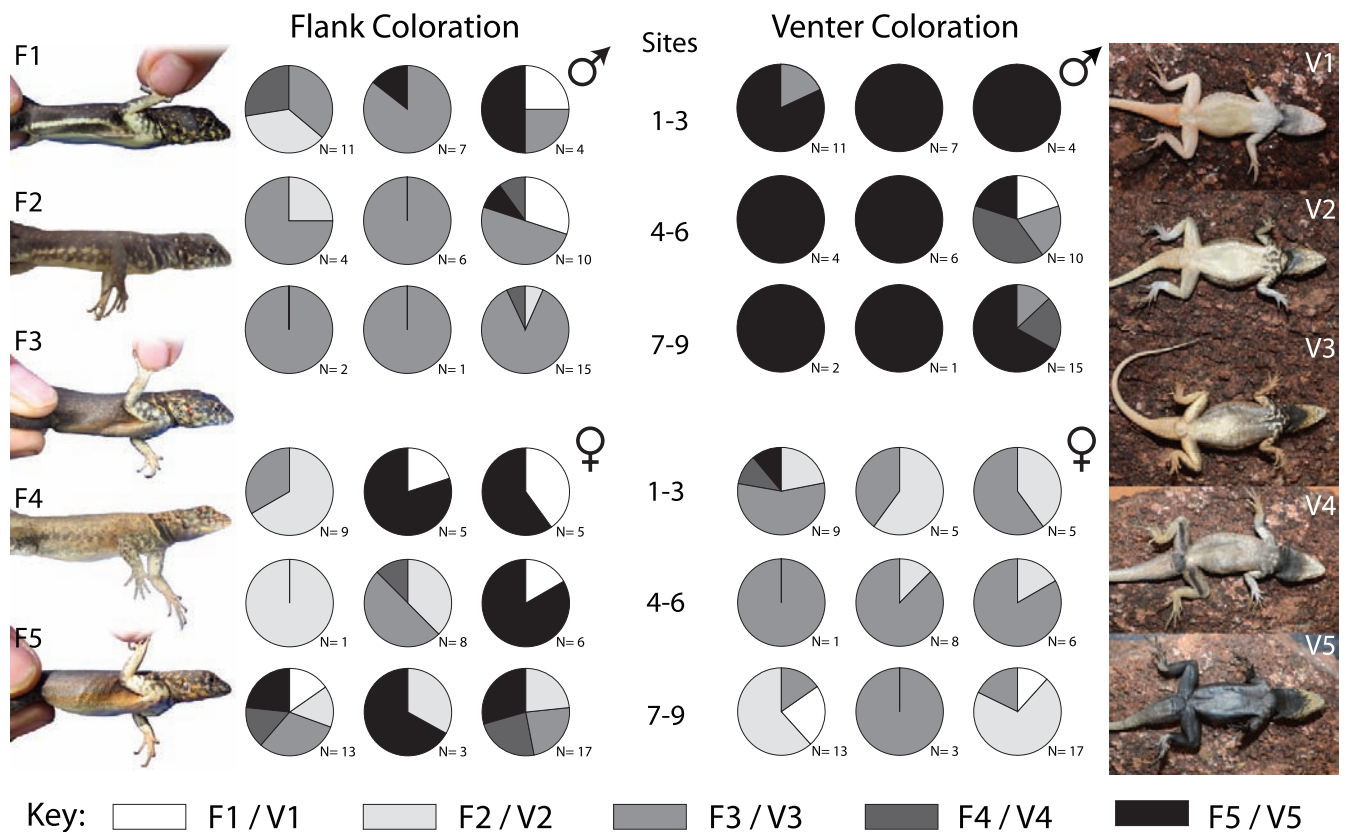 Flank Coloration
Sites
Venter Coloration
F1
♂
♂
V1
1-3
N= 11
N= 7
N= 4
N= 11
N= 7
N= 4
F2
V2
4-6
N= 4
N= 6
N= 10
N= 4
N= 6
N= 10
F3
V3
7-9
N= 2
N= 1
N= 15
N= 2
N= 1
N= 15
♀
♀
F4
V4
1-3
N= 9
N= 5
N= 5
N= 9
N= 5
N= 5
4-6
N= 1
N= 8
N= 6
N= 1
N= 8
N= 6
F5
V5
7-9
N= 13
N= 3
N= 17
N= 13
N= 3
N= 17
Key:
F1 / V1
F2 / V2
F3 / V3
F4 / V4
F5 / V5